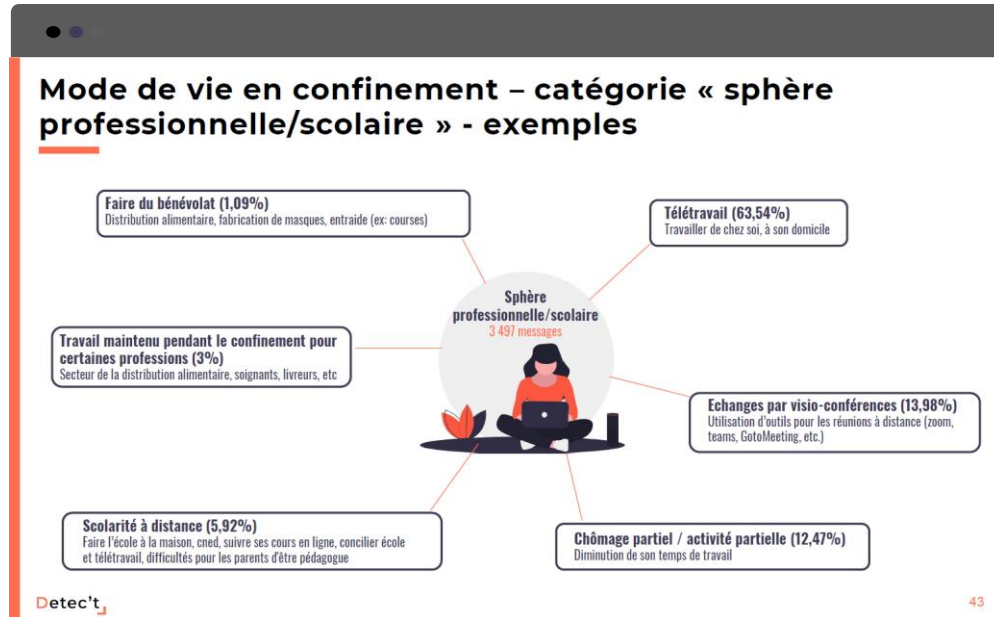 Mode de vie en confinement – catégorie « sphère
professionnelle/scolaire » - exemples
Faire du bénévolat (1,09%)
Distribution alimentaire, fabrication de masques, entraide (ex: courses)
Télétravail (63,54%)
Travailler de chez soi, à son domicile
Sphère
professionnelle/scolaire
3 497 messages
Travail maintenu pendant le confinement pour
certaines professions (3%)
Secteur de la distribution alimentaire, soignants, livreurs, etc
Echanges par visio-conférences (13,98%)
Utilisation d'outils pour les réunions à distance (zoom,
teams, GotoMeeting, etc.)
Scolarité à distance (5,92%)
Faire l'école à la maison, cned, suivre ses cours en ligne, concilier école
et télétravail, difficultés pour les parents d'être pédagogue
Chômage partiel / activité partielle (12,47%)
Diminution de son temps de travail
Detec't
43